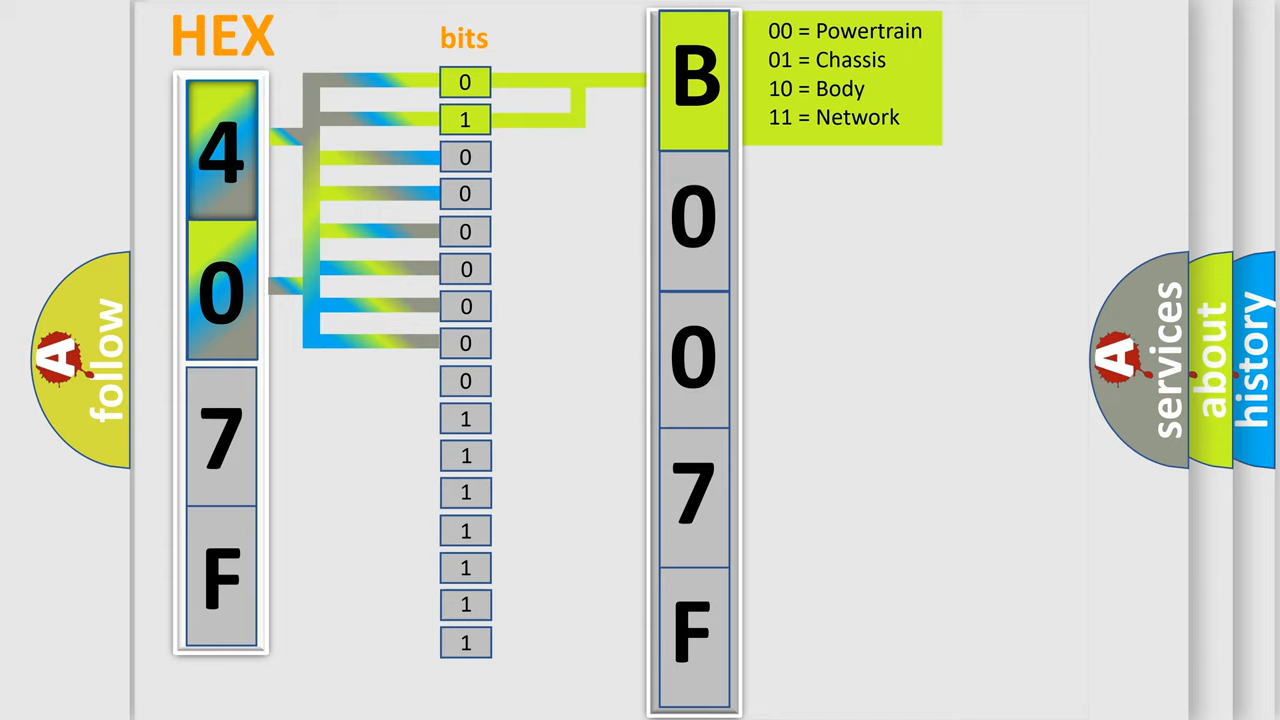 HEX
bits
4
0
7
F
0
1
0
0
0
0
0
0
0
1
1
1
1
1
1
1
B
0
0
7
F
00 = Powertrain
01 = Chassis
10 = Body
11 = Network
A
follow
A
services
about
history